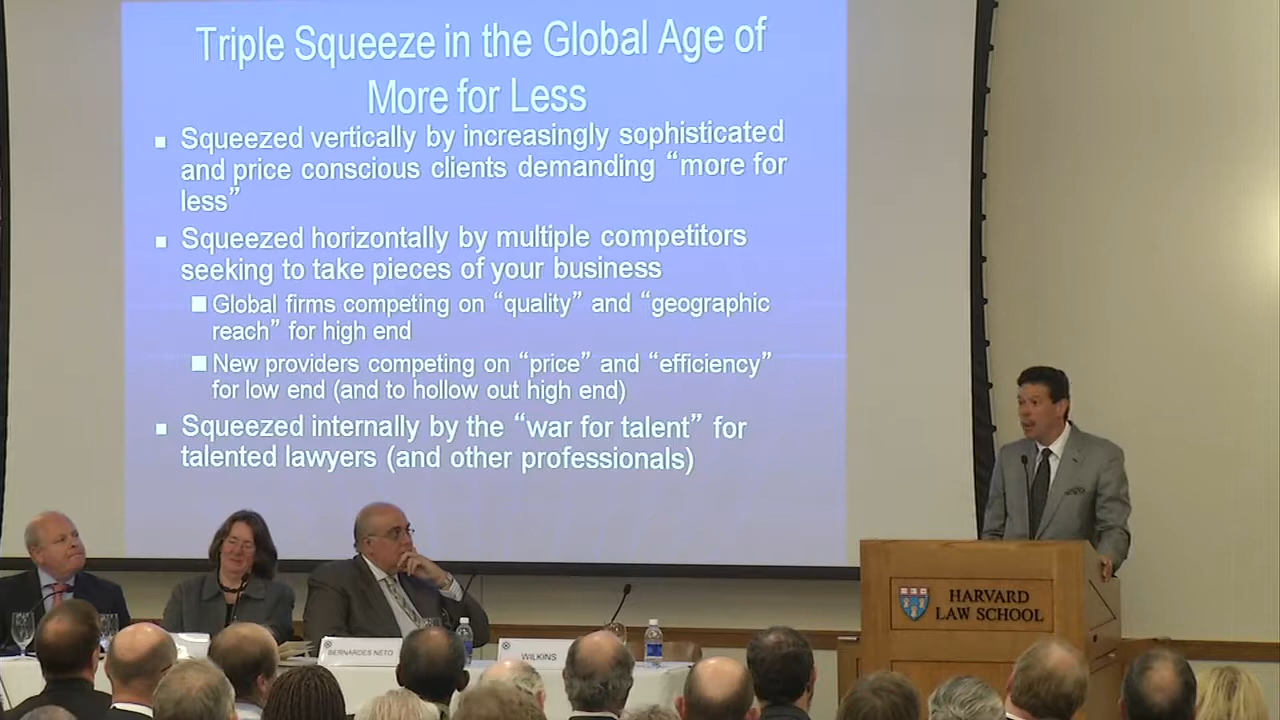 Triple Squeeze in the Global Age of
More for Less
Squeezed vertically by increasingly sophisticated
and price conscious clients demanding “more for
less”
Squeezed horizontally by multiple competitors
seeking to take pieces of your business
Global firms competing on “quality” and “geographic
reach” for high end
New providers competing on “price” and “efficiency”
for low end (and to hollow out high end)
Squeezed internally by the “war for talent” for
talented lawyers (and other professionals)
HARVARD
LAW SCHOOL
BERNARDES NETO
WILKINS